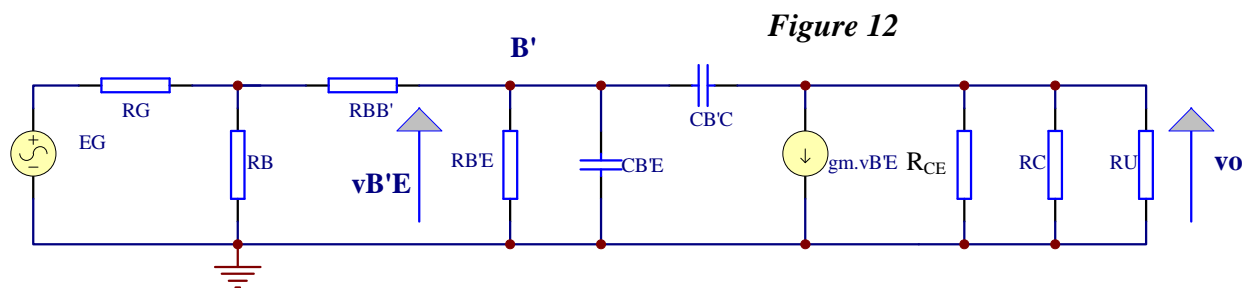 Figure 12
B'
RG
RBB'
CB'C
EG
RB
vB'E
RB'E
CB'E
gm.vB'E
RCE
RC
RU
vo